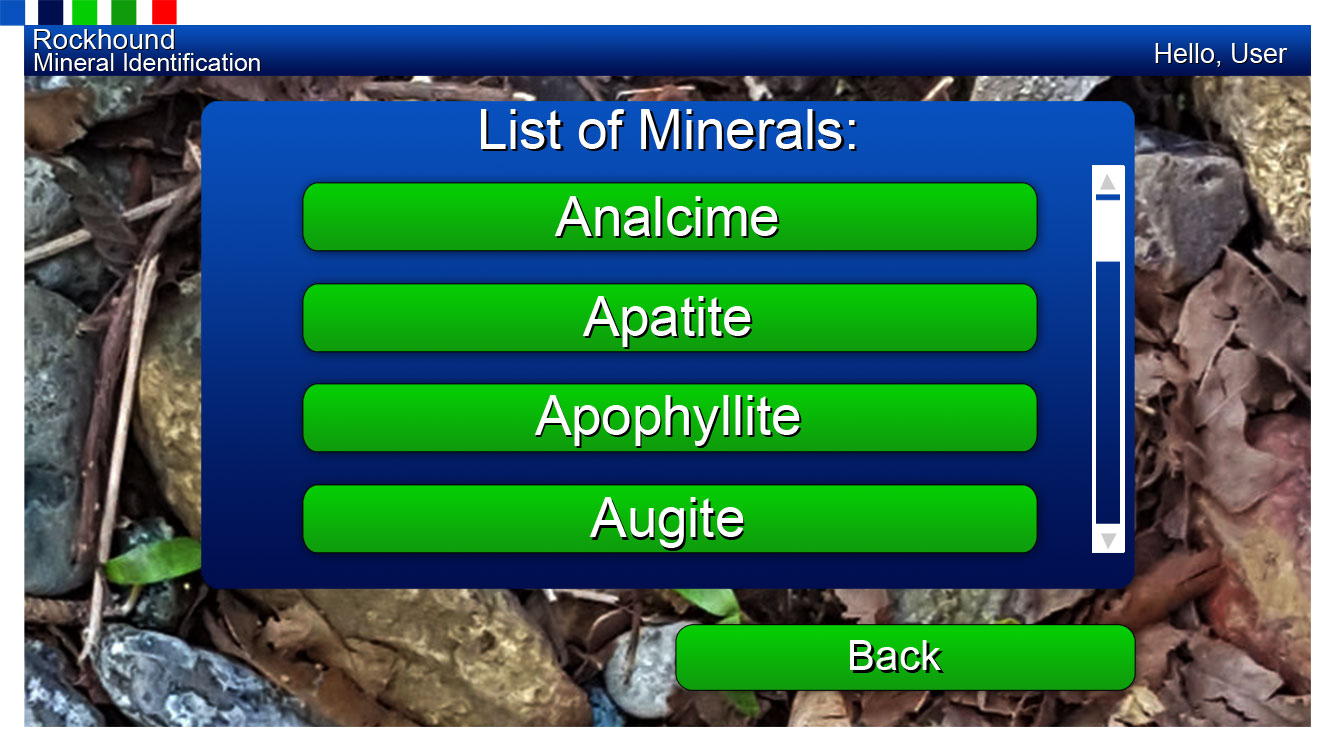 Rockhound
Mineral Identification
Hello, User
List of Minerals:
Analcime
Apatite
Apophyllite
Augite
Back